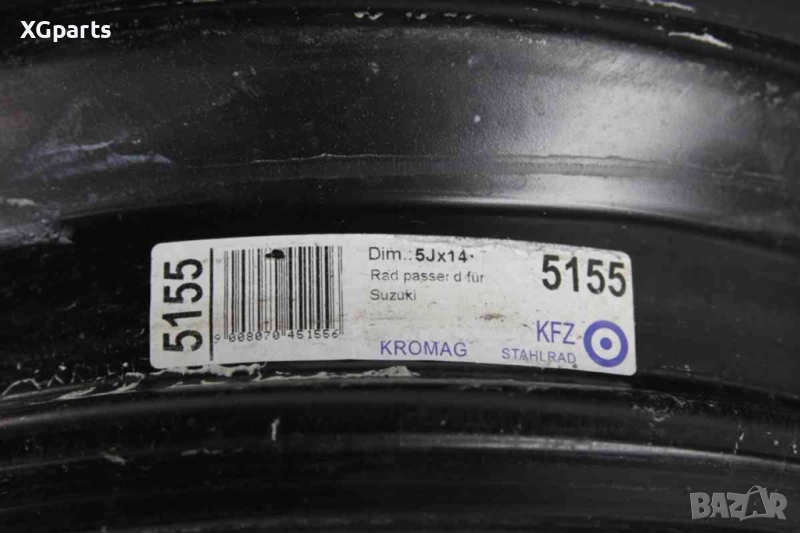 XGparts
5155
9 008070 451556
Dim.: 5Jx14
Rad passend für
Suzuki
5155
KROMAG
KFZ
STAHLRAD
BAZAR